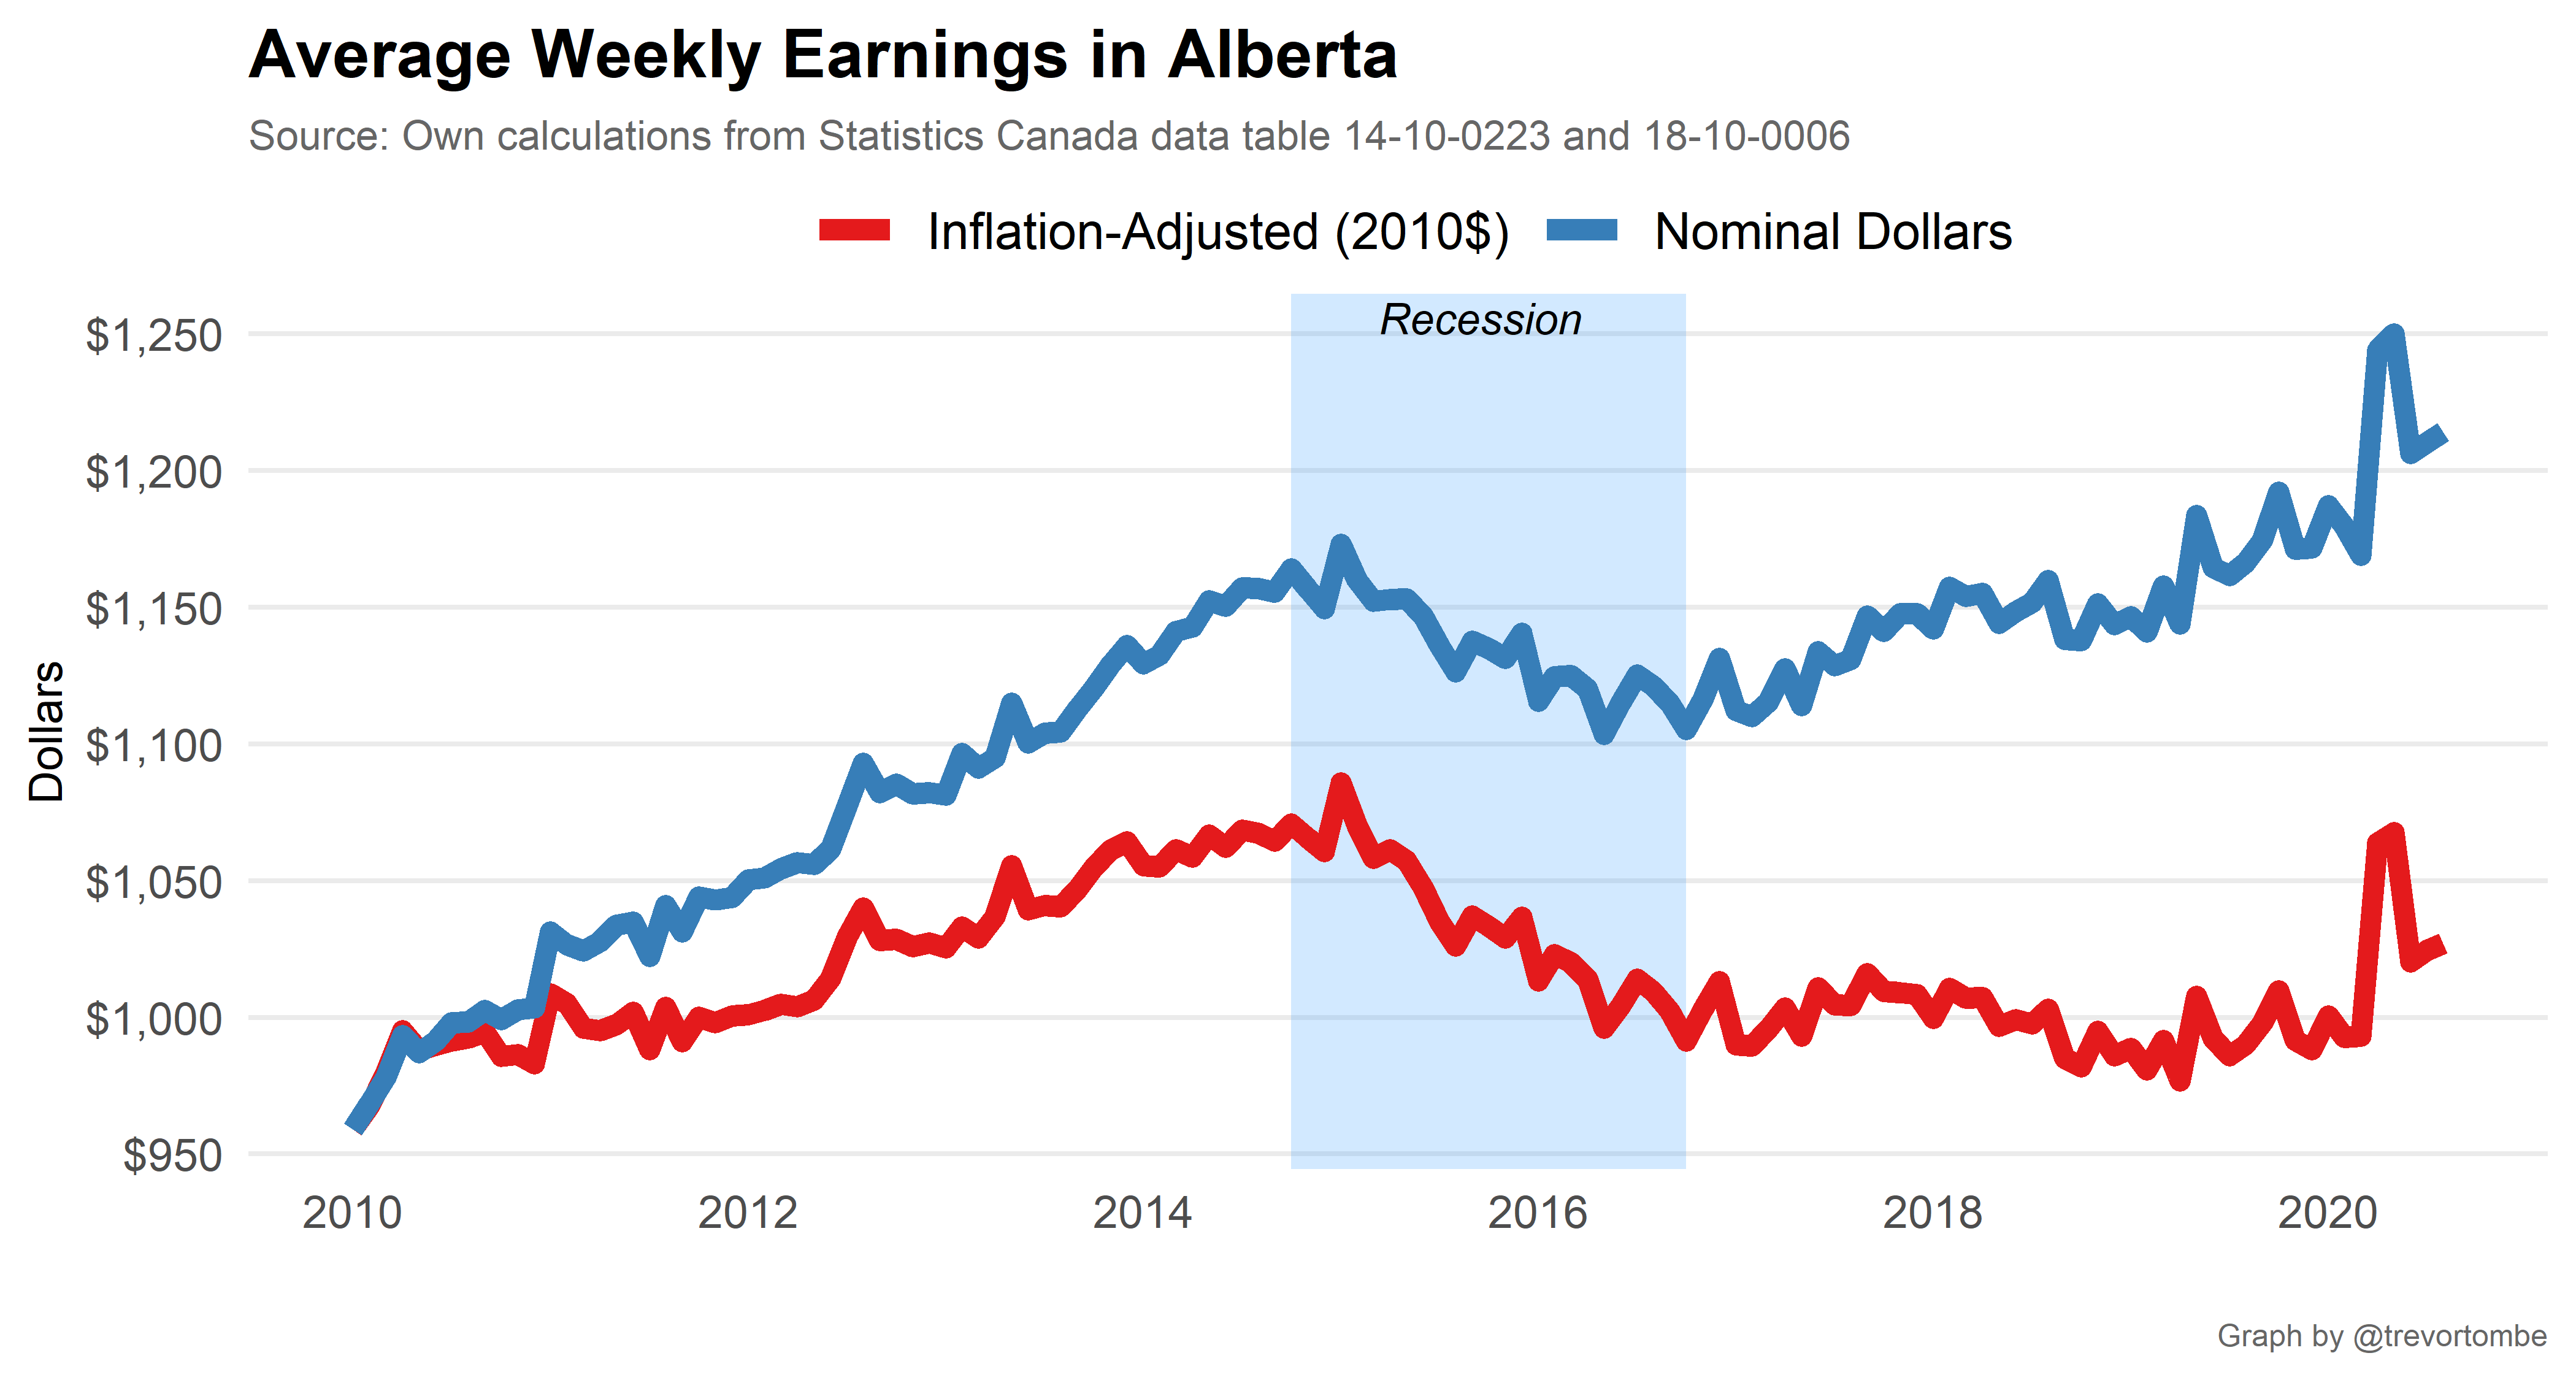 Average Weekly Earnings in Alberta
Source: Own calculations from Statistics Canada data table 14-10-0223 and 18-10-0006
Inflation-Adjusted (2010$) Nominal Dollars
Recession
$1,250
$1,200
$1,150
$1,100
$1,050
$1,000
$950
Dollars
2010 2012 2014 2016 2018 2020
Graph by @trevortombe